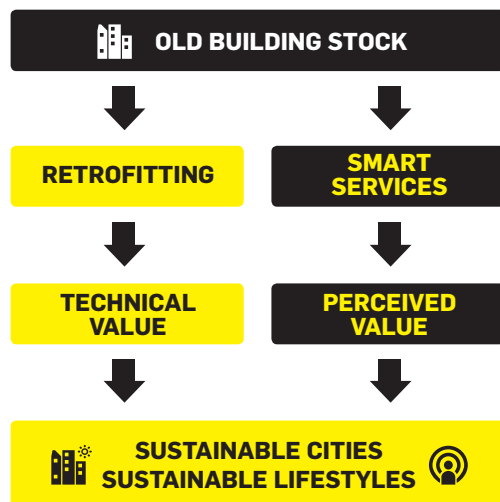 OLD BUILDING STOCK
RETROFITTING
SMART
SERVICES
TECHNICAL
VALUE
PERCEIVED
VALUE
SUSTAINABLE CITIES
SUSTAINABLE LIFESTYLES